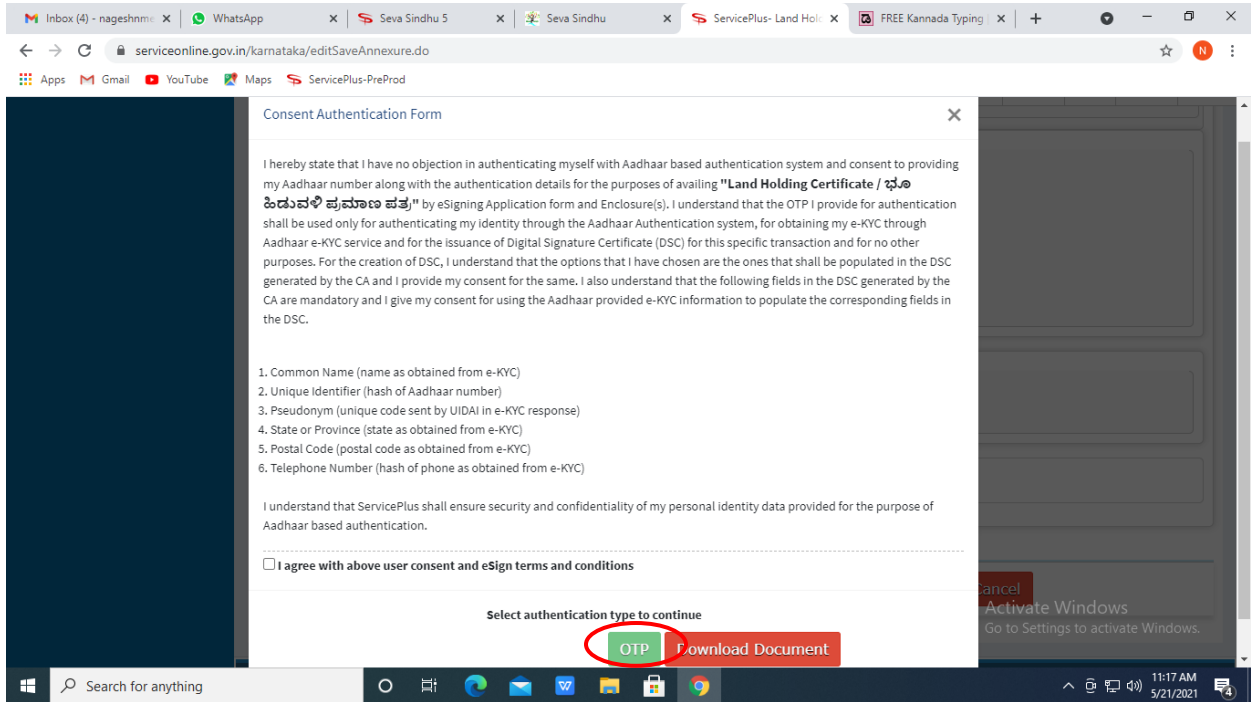 Inbox (4) - nageshnme
WhatsApp
Seva Sindhu 5
Seva Sindhu
ServicePlus- Land Hold
FREE Kannada Typing
serviceonline.gov.in/karnataka/editSaveAnnexure.do
N
Apps
Gmail
YouTube
Maps
ServicePlus-PreProd
Consent Authentication Form
I hereby state that I have no objection in authenticating myself with Aadhaar based authentication system and consent to providing
my Aadhaar number along with the authentication details for the purposes of availing "Land Holding Certificate / ಭೂ
ಹಿಡುವಳಿ ಪ್ರಮಾಣ ಪತ್ರ" by eSigning Application form and Enclosure(s). I understand that the OTP I provide for authentication
shall be used only for authenticating my identity through the Aadhaar Authentication system, for obtaining my e-KYC through
Aadhaar e-KYC service and for the issuance of Digital Signature Certificate (DSC) for this specific transaction and for no other
purposes. For the creation of DSC, I understand that the options that I have chosen are the ones that shall be populated in the DSC
generated by the CA and I provide my consent for the same. I also understand that the following fields in the DSC generated by the
CA are mandatory and I give my consent for using the Aadhaar provided e-KYC information to populate the corresponding fields in
the DSC.
1. Common Name (name as obtained from e-KYC)
2. Unique Identifier (hash of Aadhaar number)
3. Pseudonym (unique code sent by UIDAI in e-KYC response)
4. State or Province (state as obtained from e-KYC)
5. Postal Code (postal code as obtained from e-KYC)
6. Telephone Number (hash of phone as obtained from e-KYC)
I understand that ServicePlus shall ensure security and confidentiality of my personal identity data provided for the purpose of
Aadhaar based authentication.
I agree with above user consent and eSign terms and conditions
Select authentication type to continue
OTP
Download Document
Cancel
Activate Windows
Go to Settings to activate Windows.
Search for anything
11:17 AM
5/21/2021
4